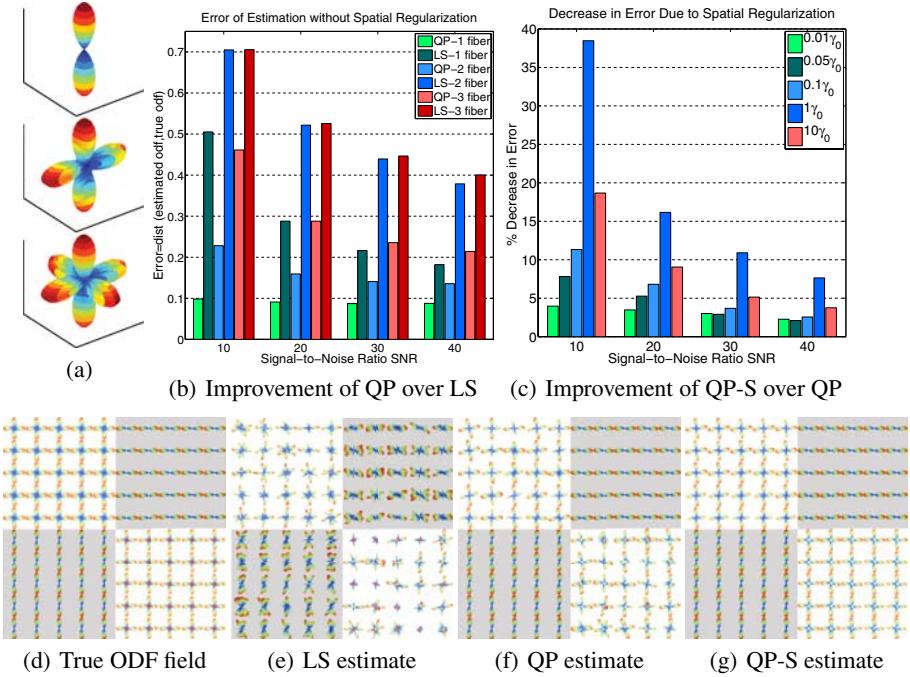 Error of Estimation without Spatial Regularization
Error=dist (estimated odf,true odf)
0.7
0.6
0.5
0.4
0.3
0.2
0.1
0
10
20
30
40
Signal−to−Noise Ratio SNR
QP−1 fiber
LS−1 fiber
QP−2 fiber
LS−2 fiber
QP−3 fiber
LS−3 fiber
Decrease in Error Due to Spatial Regularization
% Decrease in Error
40
35
30
25
20
15
10
5
0
10
20
30
40
Signal−to−Noise Ratio SNR
0.01γ₀
0.05γ₀
0.1γ₀
1γ₀
10γ₀
(a)
(b) Improvement of QP over LS
(c) Improvement of QP-S over QP
(d) True ODF field
(e) LS estimate
(f) QP estimate
(g) QP-S estimate